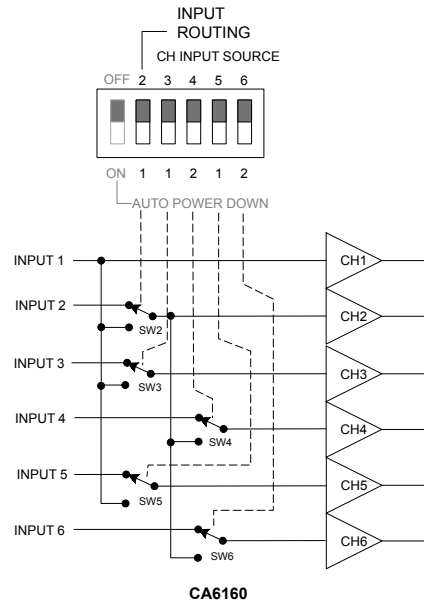 INPUT
ROUTING
CH INPUT SOURCE
OFF 2 3 4 5 6
ON 1 1 2 1 2
AUTO POWER DOWN
INPUT 1 CH1
INPUT 2 CH2
SW2
INPUT 3 CH3
SW3
INPUT 4 CH4
SW4
INPUT 5 CH5
SW5
INPUT 6 CH6
SW6
CA6160